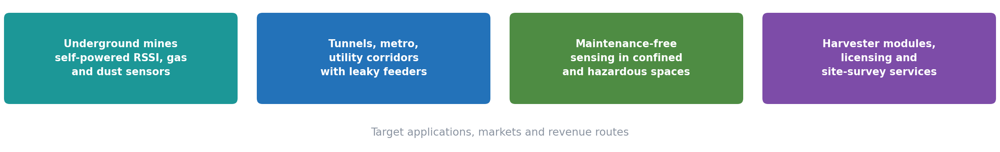 Underground mines
self-powered RSSI, gas
and dust sensors
Tunnels, metro,
utility corridors
with leaky feeders
Maintenance-free
sensing in confined
and hazardous spaces
Harvester modules,
licensing and
site-survey services
Target applications, markets and revenue routes